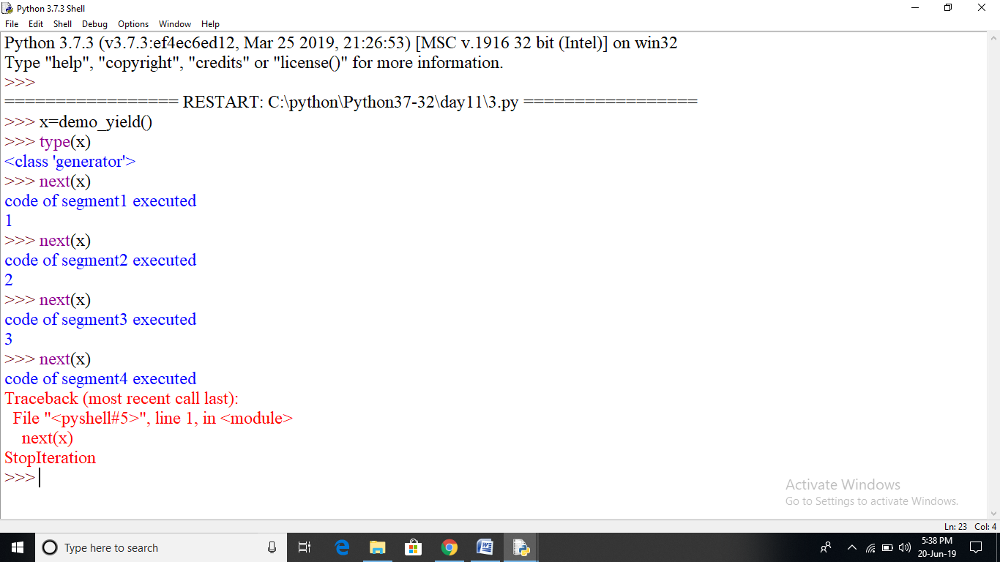 Python 3.7.3 Shell
File Edit Shell Debug Options Window Help
Python 3.7.3 (v3.7.3:ef4ec6ed12, Mar 25 2019, 21:26:53) [MSC v.1916 32 bit (Intel)] on win32
Type "help", "copyright", "credits" or "license()" for more information.
>>>
================= RESTART: C:\python\Python37-32\day11\3.py =================
>>> x=demo_yield()
>>> type(x)
<class 'generator'>
>>> next(x)
code of segment1 executed
1
>>> next(x)
code of segment2 executed
2
>>> next(x)
code of segment3 executed
3
>>> next(x)
code of segment4 executed
Traceback (most recent call last):
  File "<pyshell#5>", line 1, in <module>
    next(x)
StopIteration
>>>
Activate Windows
Go to Settings to activate Windows.
Ln: 23 Col: 4
Type here to search
5:38 PM
20-Jun-19